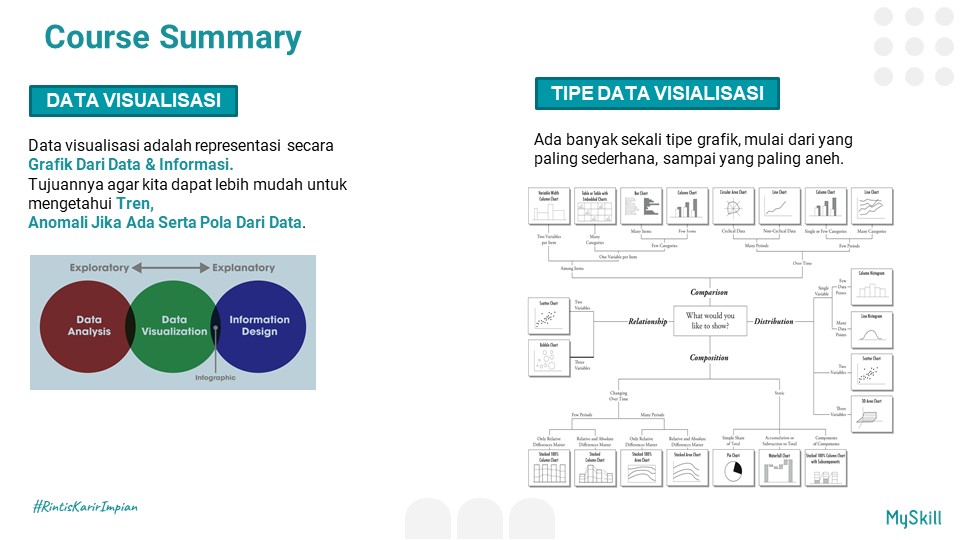 Course Summary
DATA VISUALISASI
Data visualisasi adalah representasi secara
Grafik Dari Data & Informasi.
Tujuannya agar kita dapat lebih mudah untuk
mengetahui Tren,
Anomali Jika Ada Serta Pola Dari Data.
Exploratory
Explanatory
Data
Analysis
Data
Visualization
Information
Design
Infographic
TIPE DATA VISIALISASI
Ada banyak sekali tipe grafik, mulai dari yang
paling sederhana, sampai yang paling aneh.
Variable Width
Column Chart
Table or Table with
Embedded Charts
Bar Chart
Column Chart
Circular Area Chart
Line Chart
Column Chart
Line Chart
Two Variables
per Item
Many
Categories
Many Items
Few Items
Cyclical Data
Non-Cyclical Data
Single or Few Categories
Many Categories
Few Categories
Many Periods
Few Periods
One Variable per Item
Among Items
Over Time
Comparison
What would you
like to show?
Relationship
Distribution
Composition
Scatter Chart
Two
Variables
Bubble Chart
Three
Variables
Single
Variable
Few
Data
Points
Column Histogram
Many
Data
Points
Line Histogram
Two
Variables
Scatter Chart
Three
Variables
3D Area Chart
Changing
Over Time
Static
Few Periods
Many Periods
Only Relative
Differences Matter
Relative and Absolute
Differences Matter
Only Relative
Differences Matter
Relative and Absolute
Differences Matter
Simple Share
of Total
Accumulation or
Subtraction to Total
Components
of Components
Stacked 100%
Column Chart
Stacked
Column Chart
Stacked 100%
Area Chart
Stacked Area Chart
Pie Chart
Waterfall Chart
Stacked 100% Column Chart
with Subcomponents
#RintisKarirImpian
MySkill